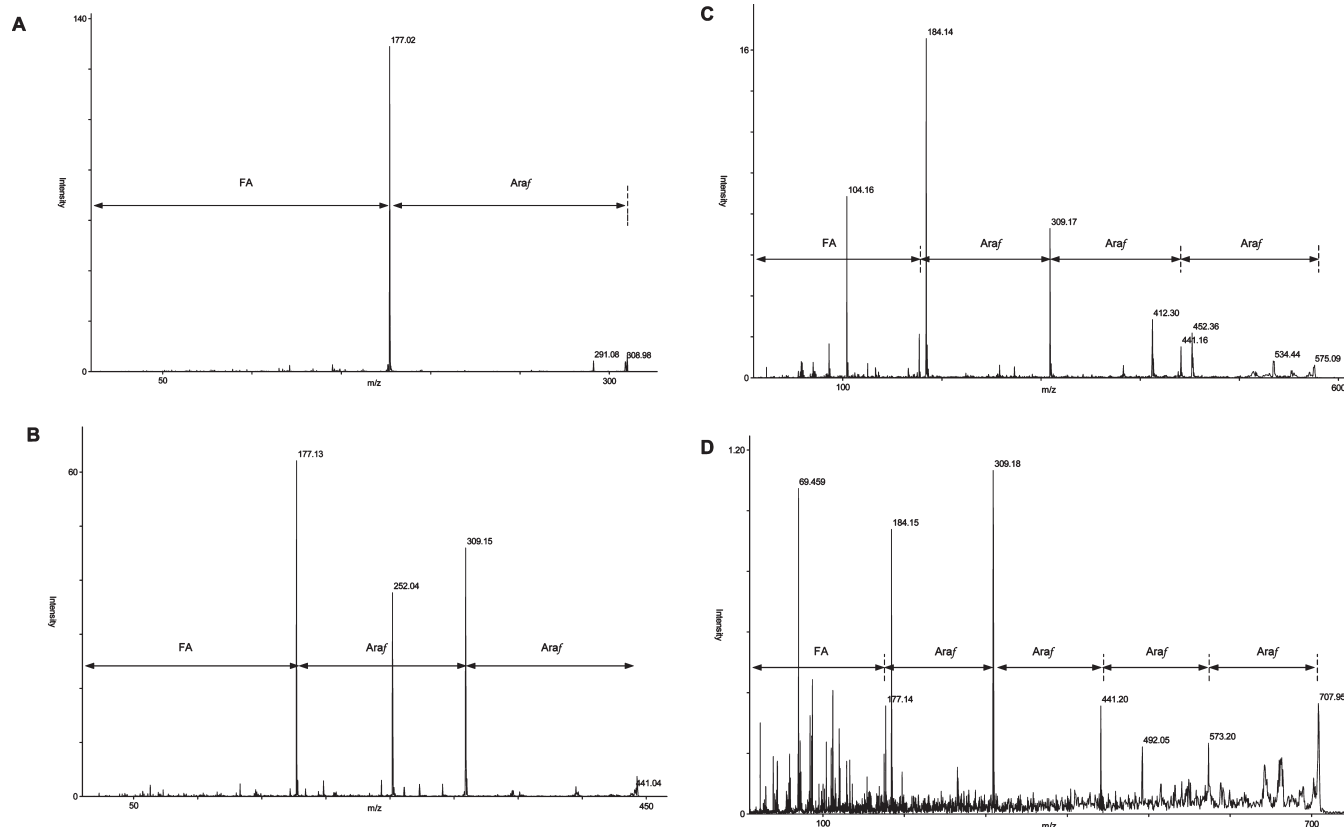 A
140
177.02
FA
Araf
Intensity
291.08
308.98
0
50
300
m/z
B
60
177.13
309.15
252.04
Intensity
FA
Araf
Araf
441.04
0
50
450
m/z
C
16
184.14
104.16
309.17
Intensity
FA
Araf
Araf
Araf
412.30
441.16
452.36
534.44
575.09
0
100
600
m/z
D
1.20
309.18
69.459
184.15
Intensity
FA
Araf
Araf
Araf
Araf
177.14
441.20
707.95
492.05
573.20
0
100
700
m/z